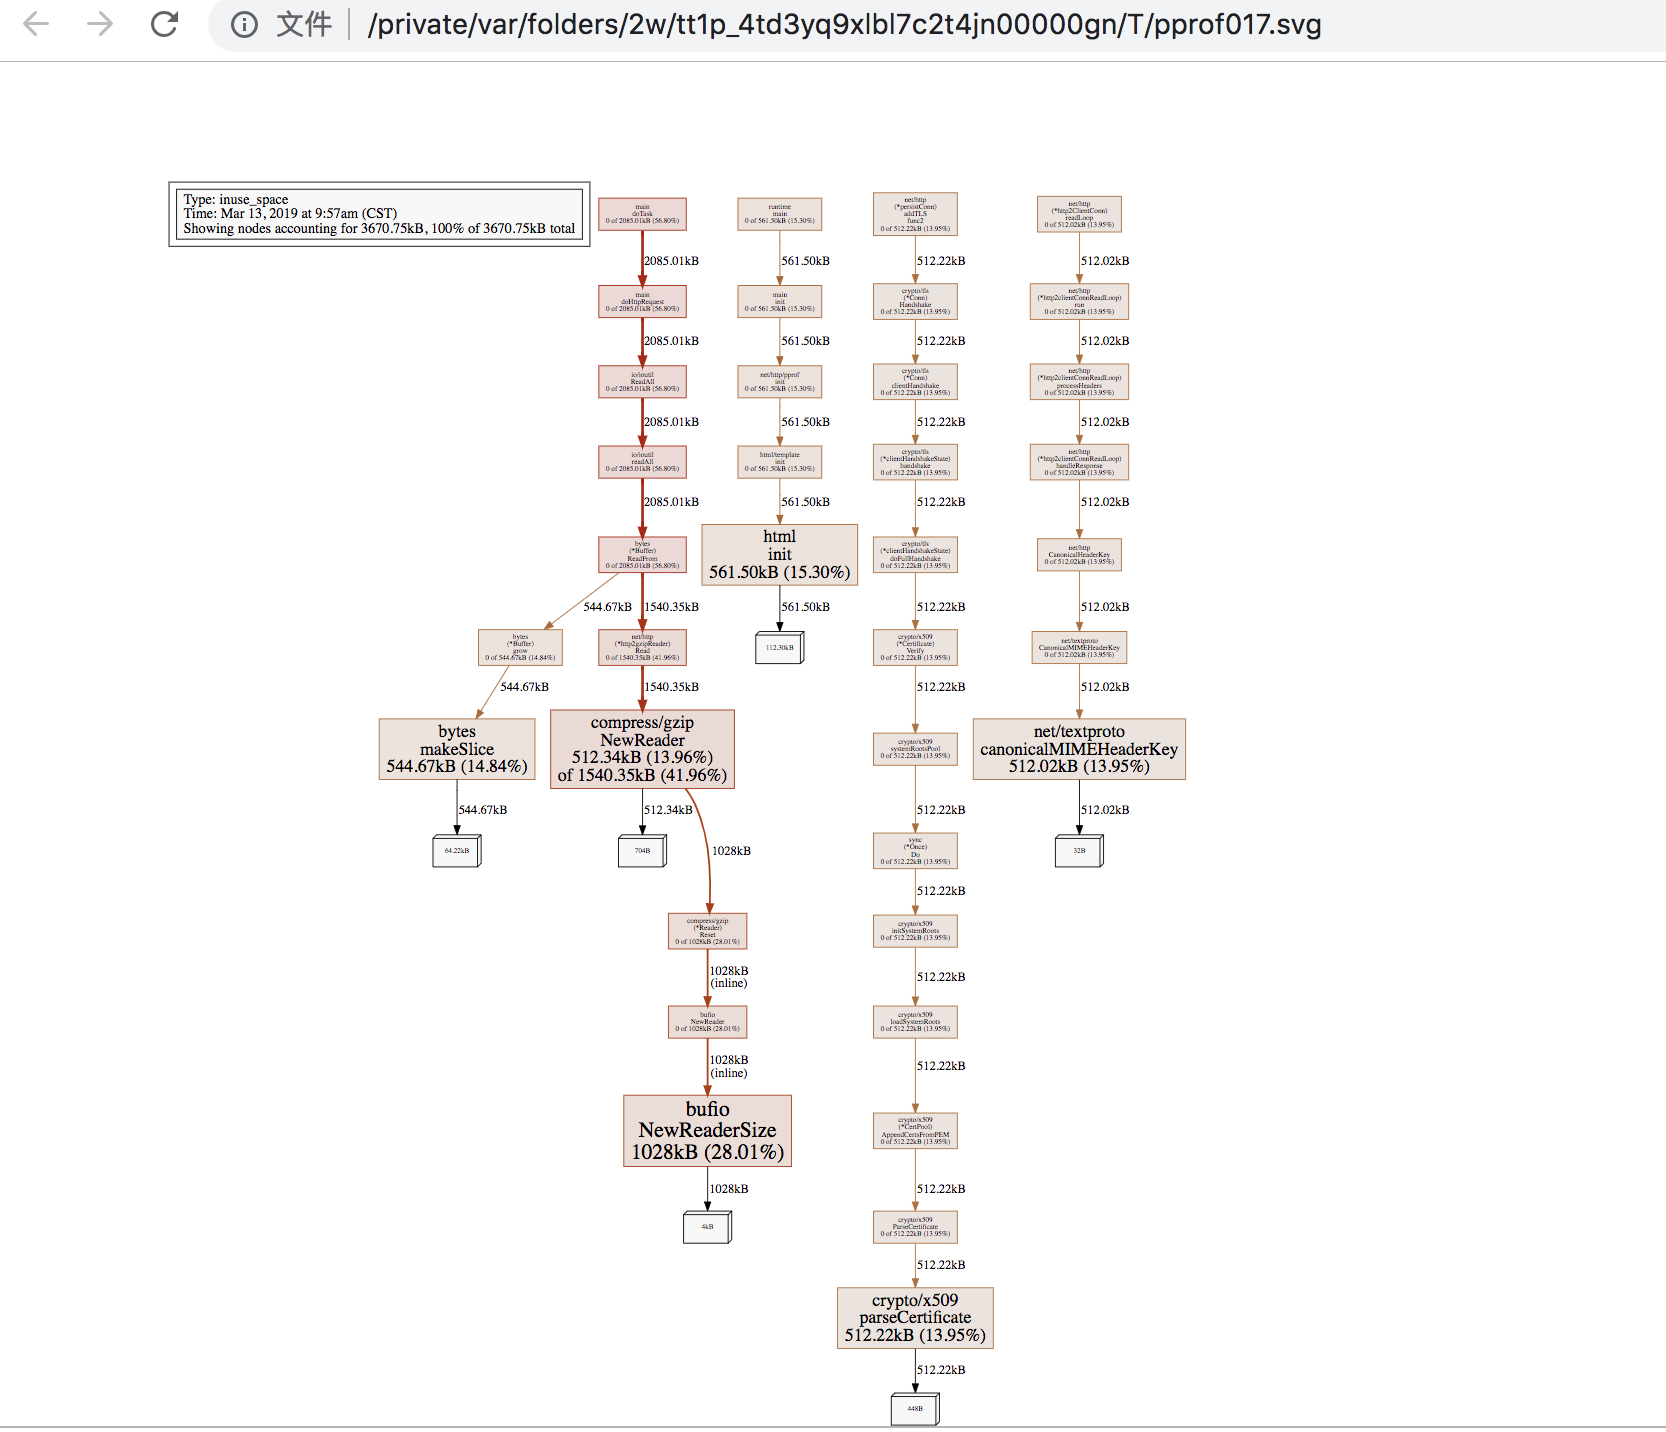 文件
/private/var/folders/2w/tt1p_4td3yq9xlbl7c2t4jn00000gn/T/pprof017.svg
Type: inuse_space
Time: Mar 13, 2019 at 9:57am (CST)
Showing nodes accounting for 3670.75kB, 100% of 3670.75kB total
main
doTask
0 of 2085.01kB (56.80%)
2085.01kB
main
doHttpRequest
0 of 2085.01kB (56.80%)
2085.01kB
io/ioutil
ReadAll
0 of 2085.01kB (56.80%)
2085.01kB
io/ioutil
readAll
0 of 2085.01kB (56.80%)
2085.01kB
bytes
(*Buffer)
ReadFrom
0 of 2085.01kB (56.80%)
544.67kB
1540.35kB
bytes
(*Buffer)
grow
0 of 544.67kB (14.84%)
544.67kB
bytes
makeSlice
544.67kB (14.84%)
544.67kB
64.22kB
net/http
(*http2gzipReader)
Read
0 of 1540.35kB (41.96%)
1540.35kB
compress/gzip
NewReader
512.34kB (13.96%)
of 1540.35kB (41.96%)
512.34kB
704B
1028kB
compress/gzip
(*Reader)
Reset
0 of 1028kB (28.01%)
1028kB
(inline)
bufio
NewReader
0 of 1028kB (28.01%)
1028kB
(inline)
bufio
NewReaderSize
1028kB (28.01%)
1028kB
4kB
runtime
main
0 of 561.50kB (15.30%)
561.50kB
main
init
0 of 561.50kB (15.30%)
561.50kB
net/http/pprof
init
0 of 561.50kB (15.30%)
561.50kB
html/template
init
0 of 561.50kB (15.30%)
561.50kB
html
init
561.50kB (15.30%)
561.50kB
112.30kB
net/http
(*persistConn)
addTLS
func2
0 of 512.22kB (13.95%)
512.22kB
crypto/tls
(*Conn)
Handshake
0 of 512.22kB (13.95%)
512.22kB
crypto/tls
(*Conn)
clientHandshake
0 of 512.22kB (13.95%)
512.22kB
crypto/tls
(*clientHandshakeState)
handshake
0 of 512.22kB (13.95%)
512.22kB
crypto/tls
(*clientHandshakeState)
doFullHandshake
0 of 512.22kB (13.95%)
512.22kB
crypto/x509
(*Certificate)
Verify
0 of 512.22kB (13.95%)
512.22kB
crypto/x509
systemRootsPool
0 of 512.22kB (13.95%)
512.22kB
sync
(*Once)
Do
0 of 512.22kB (13.95%)
512.22kB
crypto/x509
initSystemRoots
0 of 512.22kB (13.95%)
512.22kB
crypto/x509
loadSystemRoots
0 of 512.22kB (13.95%)
512.22kB
crypto/x509
(*CertPool)
AppendCertsFromPEM
0 of 512.22kB (13.95%)
512.22kB
crypto/x509
ParseCertificate
0 of 512.22kB (13.95%)
512.22kB
crypto/x509
parseCertificate
512.22kB (13.95%)
512.22kB
448B
net/http
(*http2ClientConn)
readLoop
0 of 512.02kB (13.95%)
512.02kB
net/http
(*http2clientConnReadLoop)
run
0 of 512.02kB (13.95%)
512.02kB
net/http
(*http2clientConnReadLoop)
processHeaders
0 of 512.02kB (13.95%)
512.02kB
net/http
(*http2clientConnReadLoop)
handleResponse
0 of 512.02kB (13.95%)
512.02kB
net/http
CanonicalHeaderKey
0 of 512.02kB (13.95%)
512.02kB
net/textproto
CanonicalMIMEHeaderKey
0 of 512.02kB (13.95%)
512.02kB
net/textproto
canonicalMIMEHeaderKey
512.02kB (13.95%)
512.02kB
32B